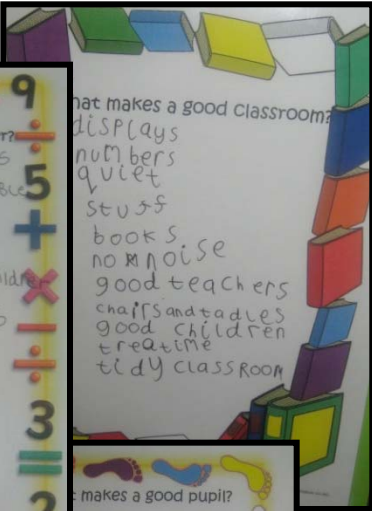 hat makes a good classroom?
displays
numbers
quiet
stuff
books
no noise
good teachers
chairs and tadles
good children
treatime
tidy classroom
9
÷
5
+
×
−
÷
3
=
2
makes a good pupil?